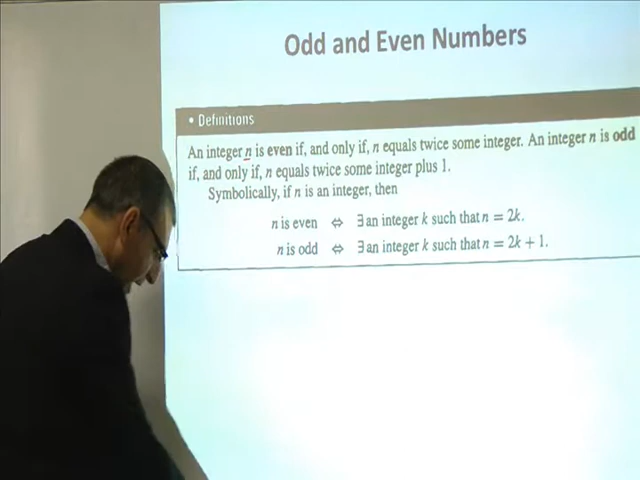 Odd and Even Numbers
• Definitions
An integer n is even if, and only if, n equals twice some integer. An integer n is odd
if, and only if, n equals twice some integer plus 1.
Symbolically, if n is an integer, then
n is even ⇔ ∃ an integer k such that n = 2k.
n is odd ⇔ ∃ an integer k such that n = 2k + 1.